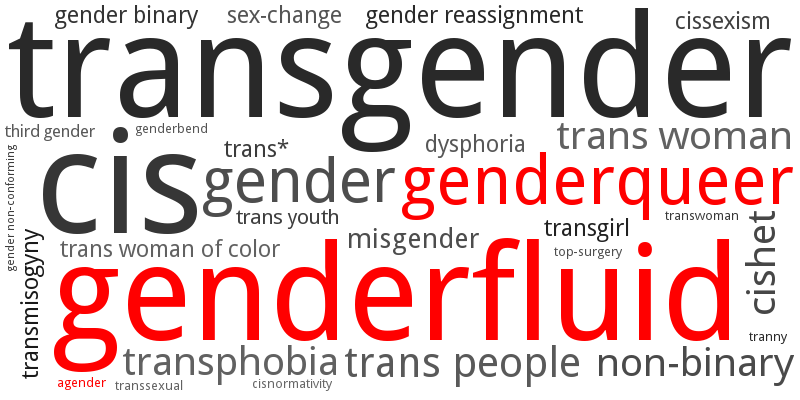 gender binary
sex-change
gender reassignment
cissexism
transgender
third gender
genderbend
trans*
dysphoria
trans woman
cis
gender
genderqueer
gender non-conforming
trans youth
transgirl
transwoman
transmisogyny
trans woman of color
misgender
top-surgery
cishet
genderfluid
tranny
transphobia
trans people
non-binary
agender
transsexual
cisnormativity